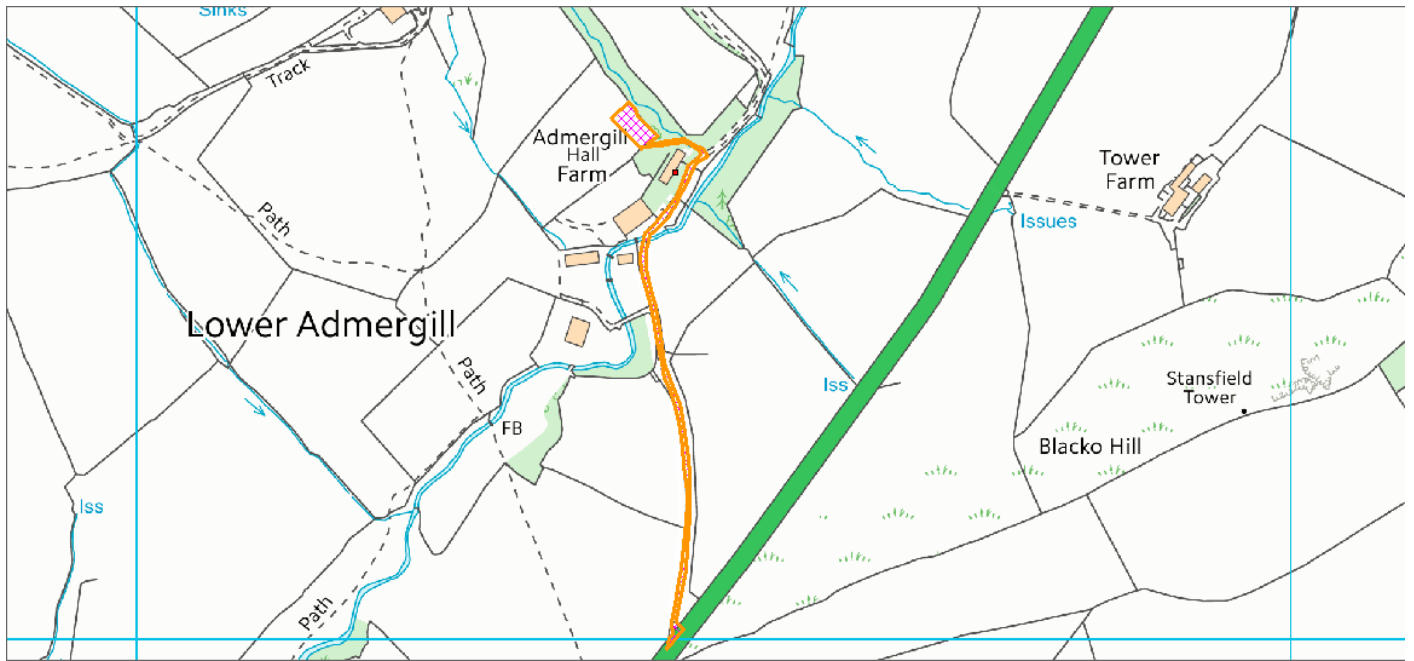 Sinks
Track
Admergill
Hall
Farm
Tower
Farm
Path
Issues
Lower Admergill
Path
Iss
Stansfield
Tower
FB
Blacko Hill
Iss
Path